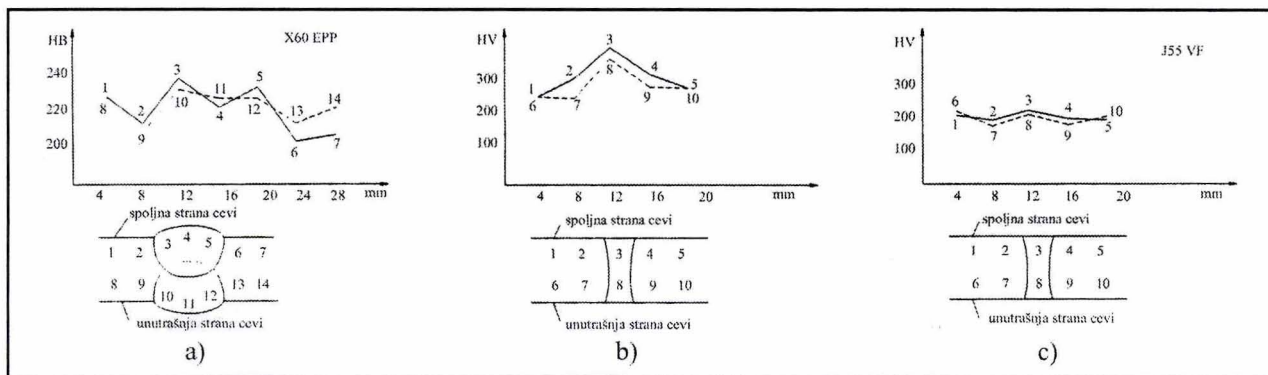 HB
X60 EPP
240
220
200
1
8
2
9
3
10
11
4
5
12
13
6
14
7
4 8 12 16 20 24 28 mm
spoljna strana cevi
1 2 3 4 5 6 7
8 9 10 11 12 13 14
unutrašnja strana cevi
a)
HV
300
200
100
1
6
2
7
3
8
4
9
5
10
4 8 12 16 20 mm
spoljna strana cevi
1 2 3 4 5
6 7 8 9 10
unutrašnja strana cevi
b)
HV
J55 VF
300
200
100
6
1
2
7
3
8
4
9
10
5
4 8 12 16 20 mm
spoljna strana cevi
1 2 3 4 5
6 7 8 9 10
unutrašnja strana cevi
c)